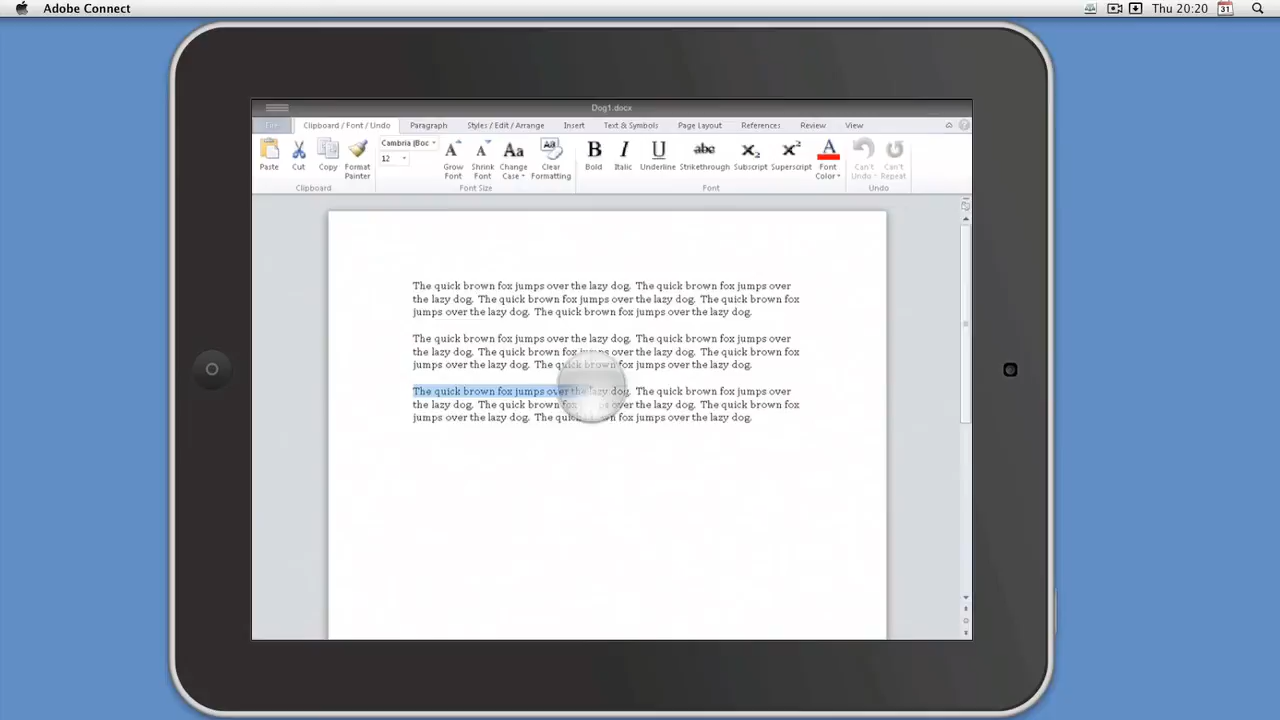 Adobe Connect
Thu 20:20
31
Dog1.docx
File
Clipboard / Font / Undo
Paragraph
Styles / Edit / Arrange
Insert
Text & Symbols
Page Layout
References
Review
View
Paste
Cut
Copy
Format
Painter
Clipboard
Cambria (Boc
12
Grow
Font
Shrink
Font
Change
Case
Clear
Formatting
Font Size
Bold
Italic
Underline
Strikethrough
Subscript
Superscript
Font
Color
Font
Can't
Undo
Can't
Repeat
Undo
The quick brown fox jumps over the lazy dog. The quick brown fox jumps over
the lazy dog. The quick brown fox jumps over the lazy dog. The quick brown fox
jumps over the lazy dog. The quick brown fox jumps over the lazy dog.
The quick brown fox jumps over the lazy dog. The quick brown fox jumps over
the lazy dog. The quick brown fox jumps over the lazy dog. The quick brown fox
jumps over the lazy dog. The quick brown fox jumps over the lazy dog.
The quick brown fox jumps over the lazy dog. The quick brown fox jumps over
the lazy dog. The quick brown fox jumps over the lazy dog. The quick brown fox
jumps over the lazy dog. The quick brown fox jumps over the lazy dog.